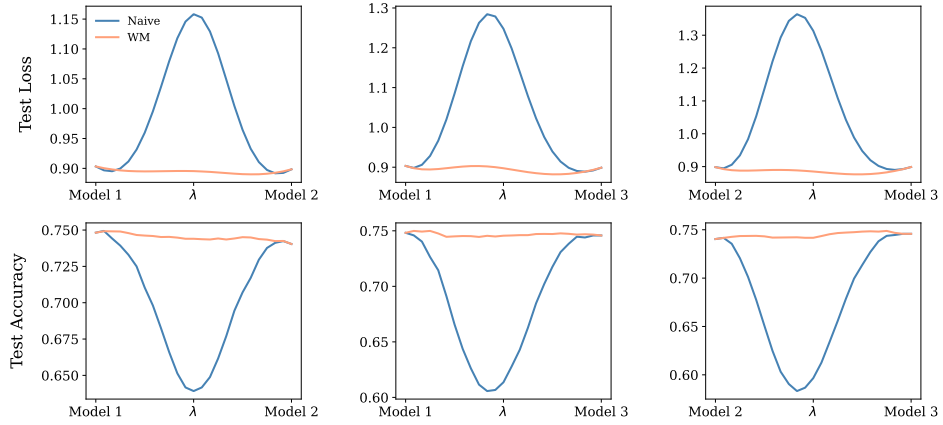 Test Loss
1.15
1.10
1.05
1.00
0.95
0.90
Naive
WM
Model 1 λ Model 2
1.3
1.2
1.1
1.0
0.9
Model 1 λ Model 3
1.3
1.2
1.1
1.0
0.9
Model 2 λ Model 3
Test Accuracy
0.750
0.725
0.700
0.675
0.650
Model 1 λ Model 2
0.75
0.70
0.65
0.60
Model 1 λ Model 3
0.75
0.70
0.65
0.60
Model 2 λ Model 3